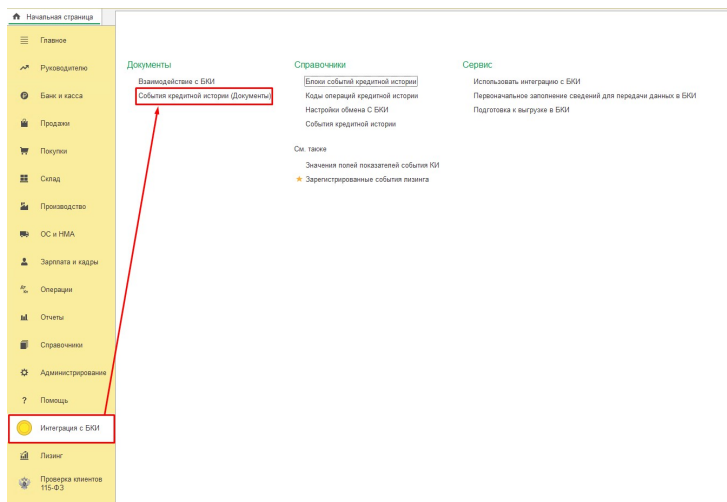 Начальная страница
Главное
Руководителю
Банк и касса
Продажи
Покупки
Склад
Производство
ОС и НМА
Зарплата и кадры
Операции
Отчеты
Справочники
Администрирование
? Помощь
Интеграция с БКИ
Лизинг
Проверка клиентов
115-ФЗ
Документы
Взаимодействие с БКИ
События кредитной истории (Документы)
Справочники
Блоки событий кредитной истории
Коды операций кредитной истории
Настройки обмена С БКИ
События кредитной истории
См. также
Значения полей показателей события КИ
Зарегистрированные события лизинга
Сервис
Использовать интеграцию с БКИ
Первоначальное заполнение сведений для передачи данных в БКИ
Подготовка к выгрузке в БКИ